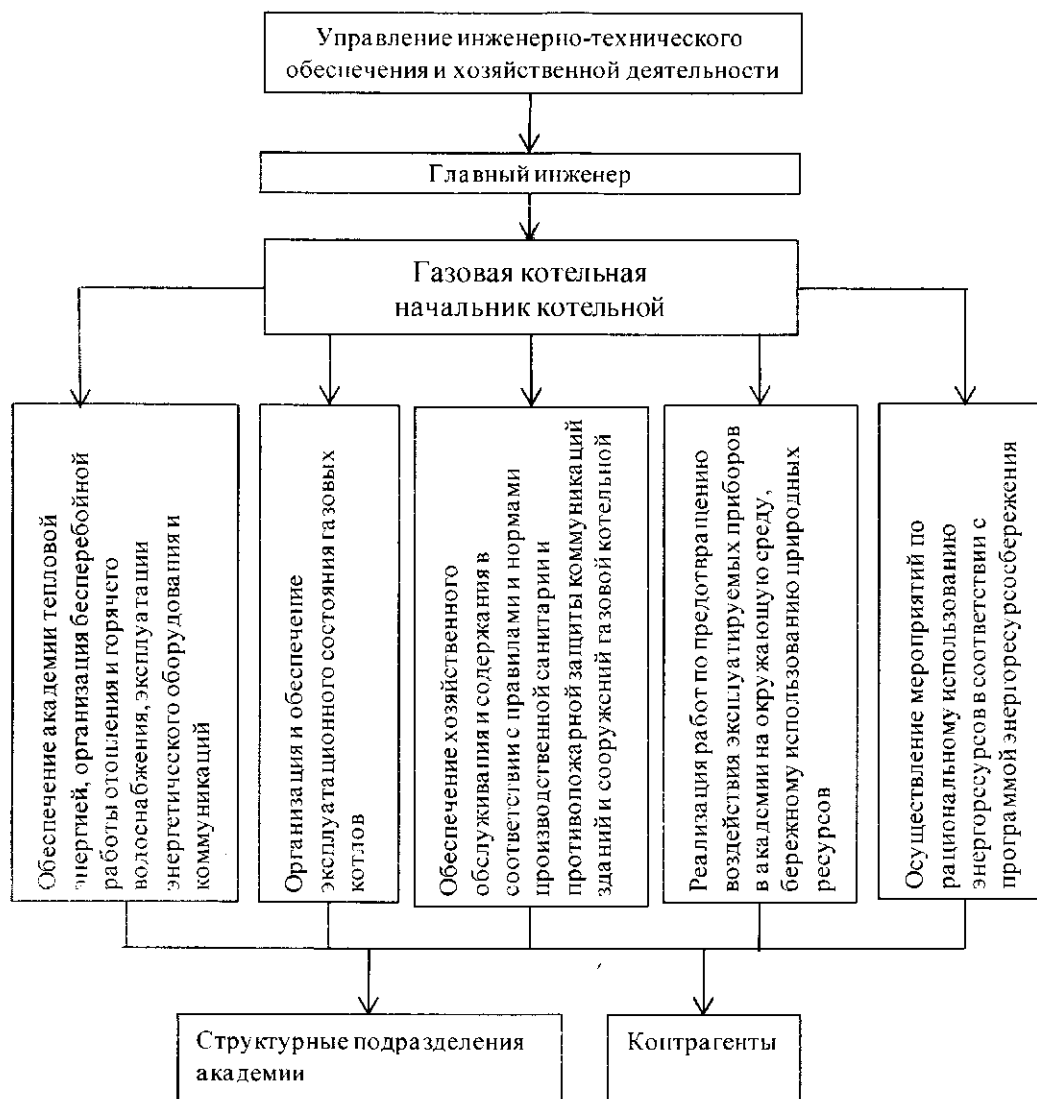 Управление инженерно-технического
обеспечения и хозяйственной деятельности
Главный инженер
Газовая котельная
начальник котельной
Обеспечение академии тепловой
энергией, организация бесперебойной
работы отопления и горячего
водоснабжения, эксплуатации
энергетического оборудования и
коммуникаций
Организация и обеспечение
эксплуатационного состояния газовых
котлов
Обеспечение хозяйственного
обслуживания и содержания в
соответствии с правилами и нормами
производственной санитарии и
противопожарной защиты коммуникаций
зданий и сооружений газовой котельной
Реализация работ по предотвращению
воздействия эксплуатируемых приборов
в академии на окружающую среду,
бережному использованию природных
ресурсов
Осуществление мероприятий по
рациональному использованию
энергоресурсов в соответствии с
программой энергоресурсосбережения
Структурные подразделения
академии
Контрагенты